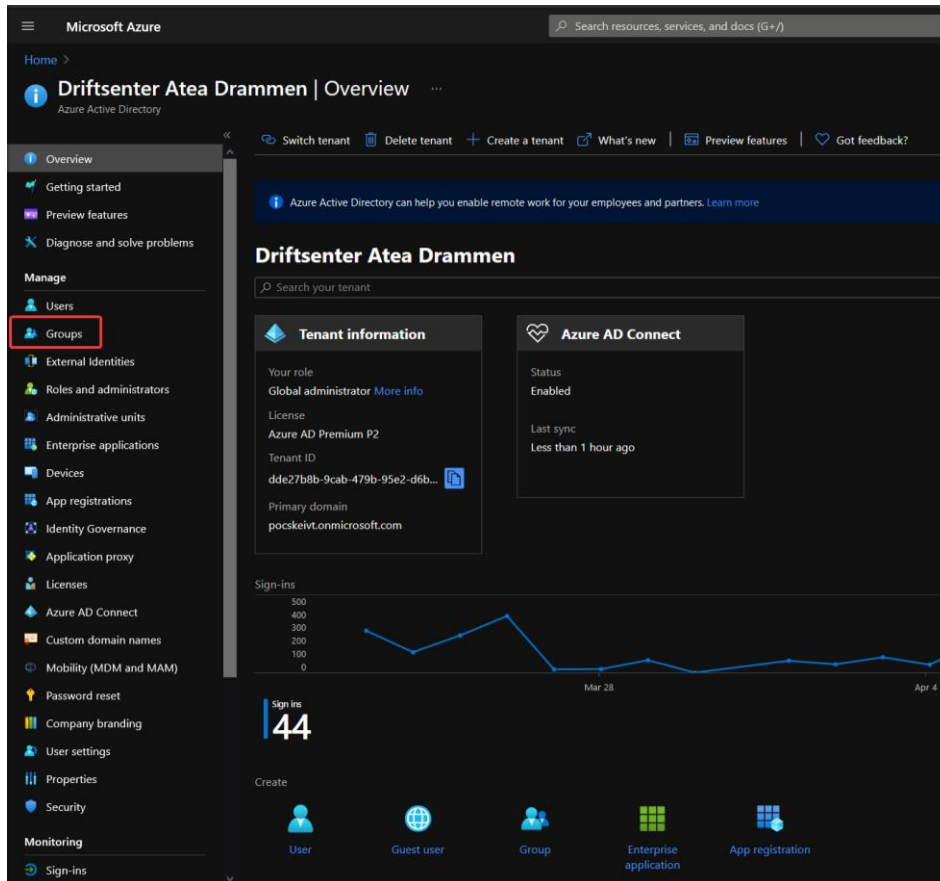 Microsoft Azure
Search resources, services, and docs (G+/)
Home >
Driftsenter Atea Drammen | Overview ...
Azure Active Directory
«
Switch tenant Delete tenant + Create a tenant What's new | Preview features | Got feedback?
Overview
Getting started
Preview features
Diagnose and solve problems
Manage
Users
Groups
External Identities
Roles and administrators
Administrative units
Enterprise applications
Devices
App registrations
Identity Governance
Application proxy
Licenses
Azure AD Connect
Custom domain names
Mobility (MDM and MAM)
Password reset
Company branding
User settings
Properties
Security
Monitoring
Sign-ins
Azure Active Directory can help you enable remote work for your employees and partners. Learn more
Driftsenter Atea Drammen
Search your tenant
Tenant information
Your role
Global administrator More info
License
Azure AD Premium P2
Tenant ID
dde27b8b-9cab-479b-95e2-d6b...
Primary domain
pocskeivt.onmicrosoft.com
Azure AD Connect
Status
Enabled
Last sync
Less than 1 hour ago
Sign-ins
500
400
300
200
100
0
Mar 28 Apr 4
Sign ins
44
Create
User Guest user Group Enterprise application App registration